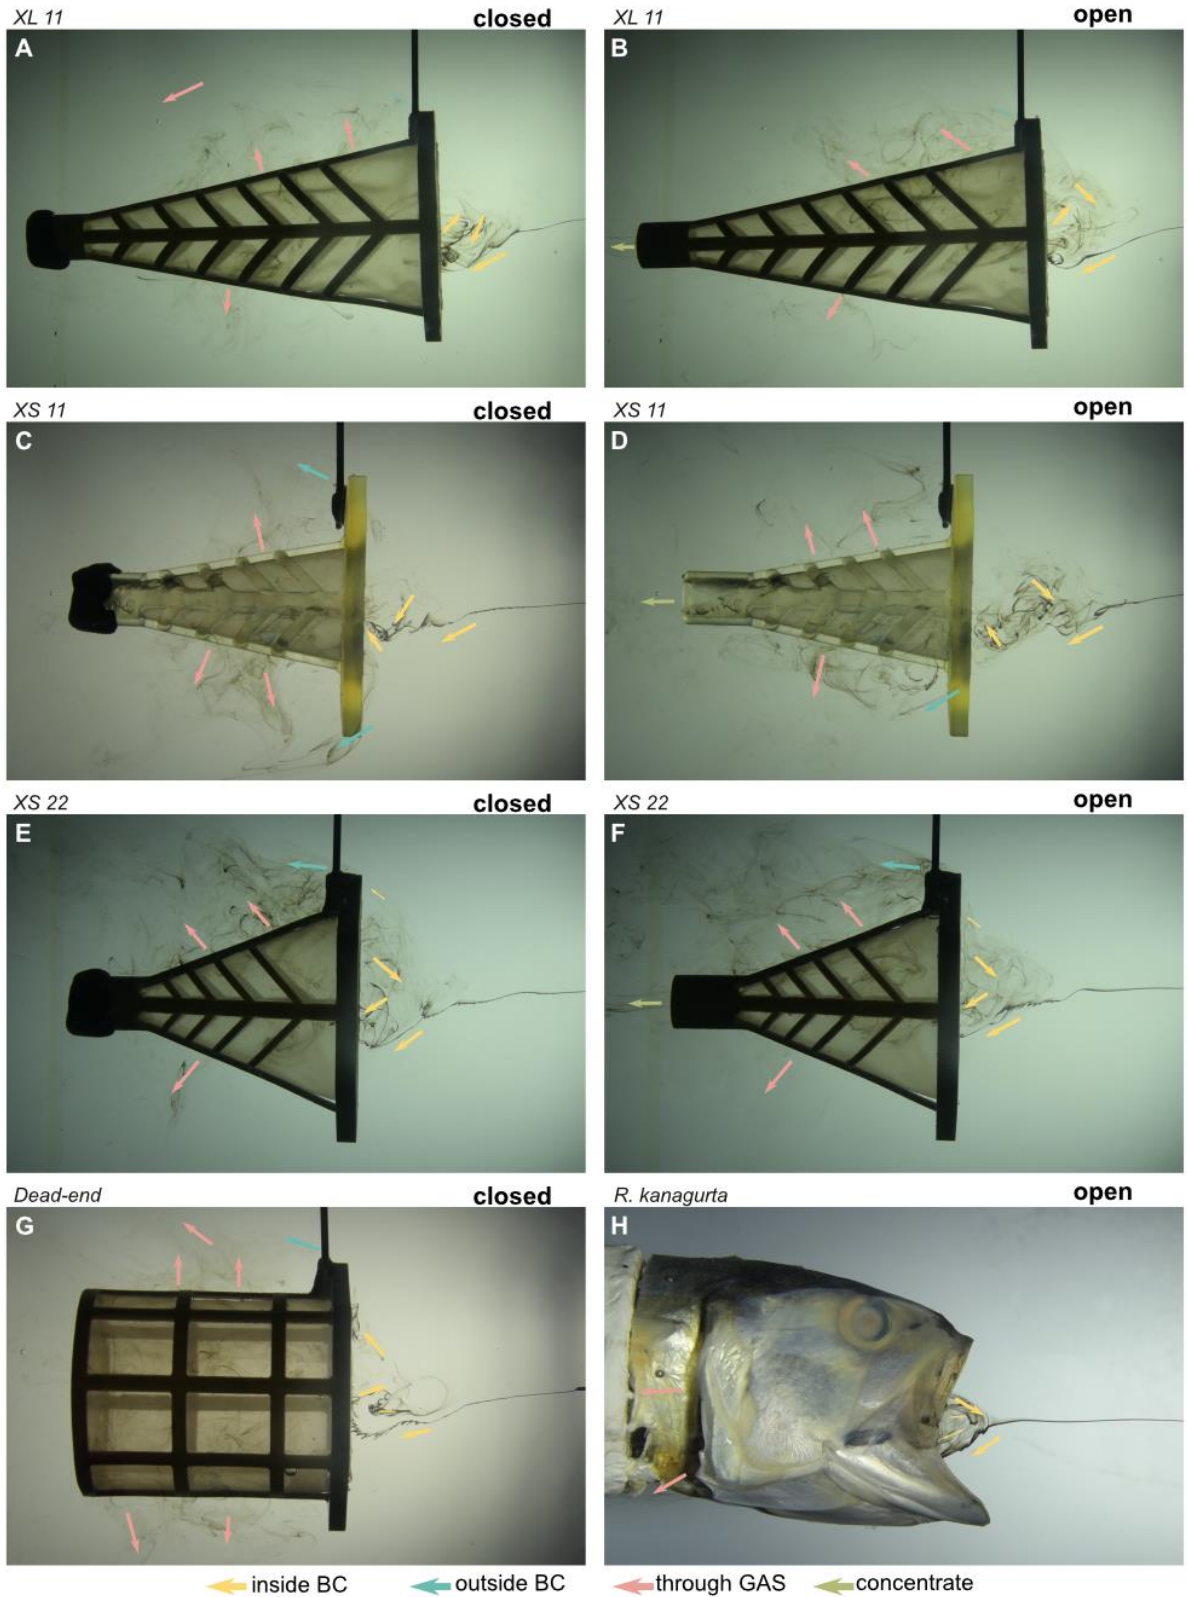 XL 11 closed XL 11 open
A B
XS 11 closed XS 11 open
C D
XS 22 closed XS 22 open
E F
Dead-end closed R. kanagurta open
G H
inside BC outside BC through GAS concentrate